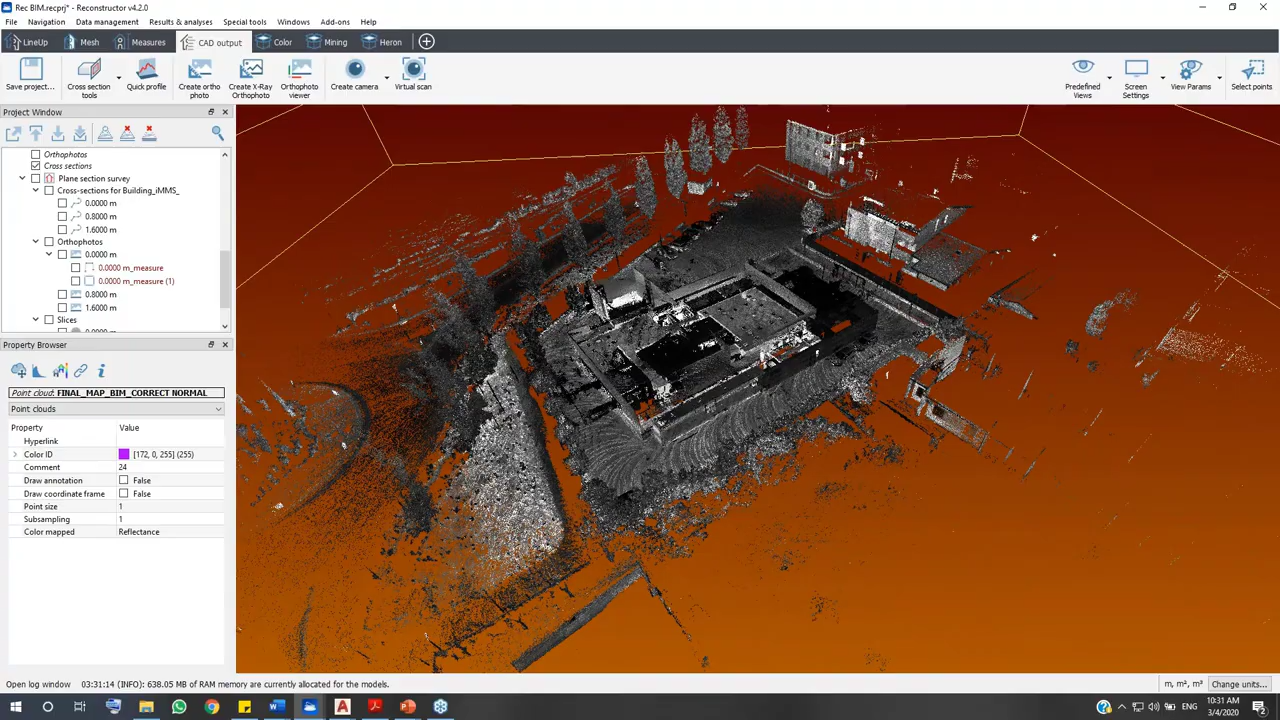 Rec BIM.recprj* - Reconstructor v4.2.0
File Navigation Data management Results & analyses Special tools Windows Add-ons Help
LineUp Mesh Measures CAD output Color Mining Heron
Save project... Cross section tools Quick profile Create ortho photo Create X-Ray Orthophoto Orthophoto viewer Create camera Virtual scan Predefined Views Screen Settings View Params Select points
Project Window
Orthophotos
Cross sections
Plane section survey
Cross-sections for Building_iMMS_
0.0000 m
0.8000 m
1.6000 m
Orthophotos
0.0000 m
0.0000 m_measure
0.0000 m_measure (1)
0.8000 m
1.6000 m
Slices
0.0000 m
Property Browser
Point cloud: FINAL_MAP_BIM_CORRECT NORMAL
Point clouds
Property Value
Hyperlink
Color ID [172, 0, 255] (255)
Comment 24
Draw annotation False
Draw coordinate frame False
Point size 1
Subsampling 1
Color mapped Reflectance
Open log window 03:31:14 (INFO): 638.05 MB of RAM memory are currently allocated for the models. m, m², m³ Change units...
ENG
10:31 AM
3/4/2020
2